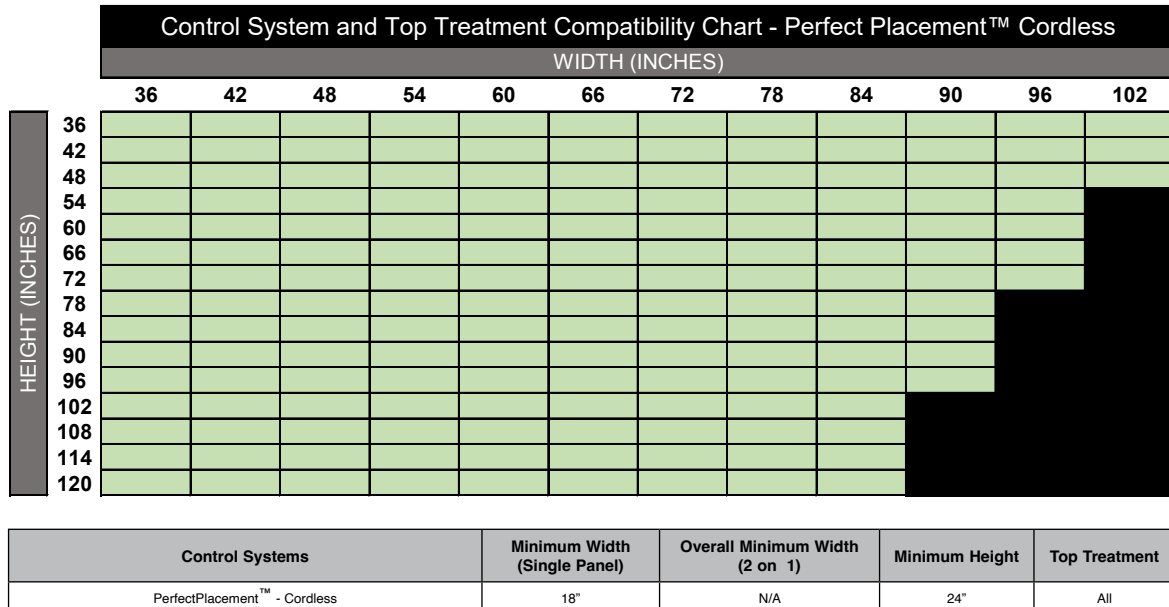 Control System and Top Treatment Compatibility Chart - Perfect Placement™ Cordless
WIDTH (INCHES)
36 42 48 54 60 66 72 78 84 90 96 102
HEIGHT (INCHES)
36
42
48
54
60
66
72
78
84
90
96
102
108
114
120
Control Systems Minimum Width (Single Panel) Overall Minimum Width (2 on 1) Minimum Height Top Treatment
PerfectPlacement™ - Cordless 18" N/A 24" All